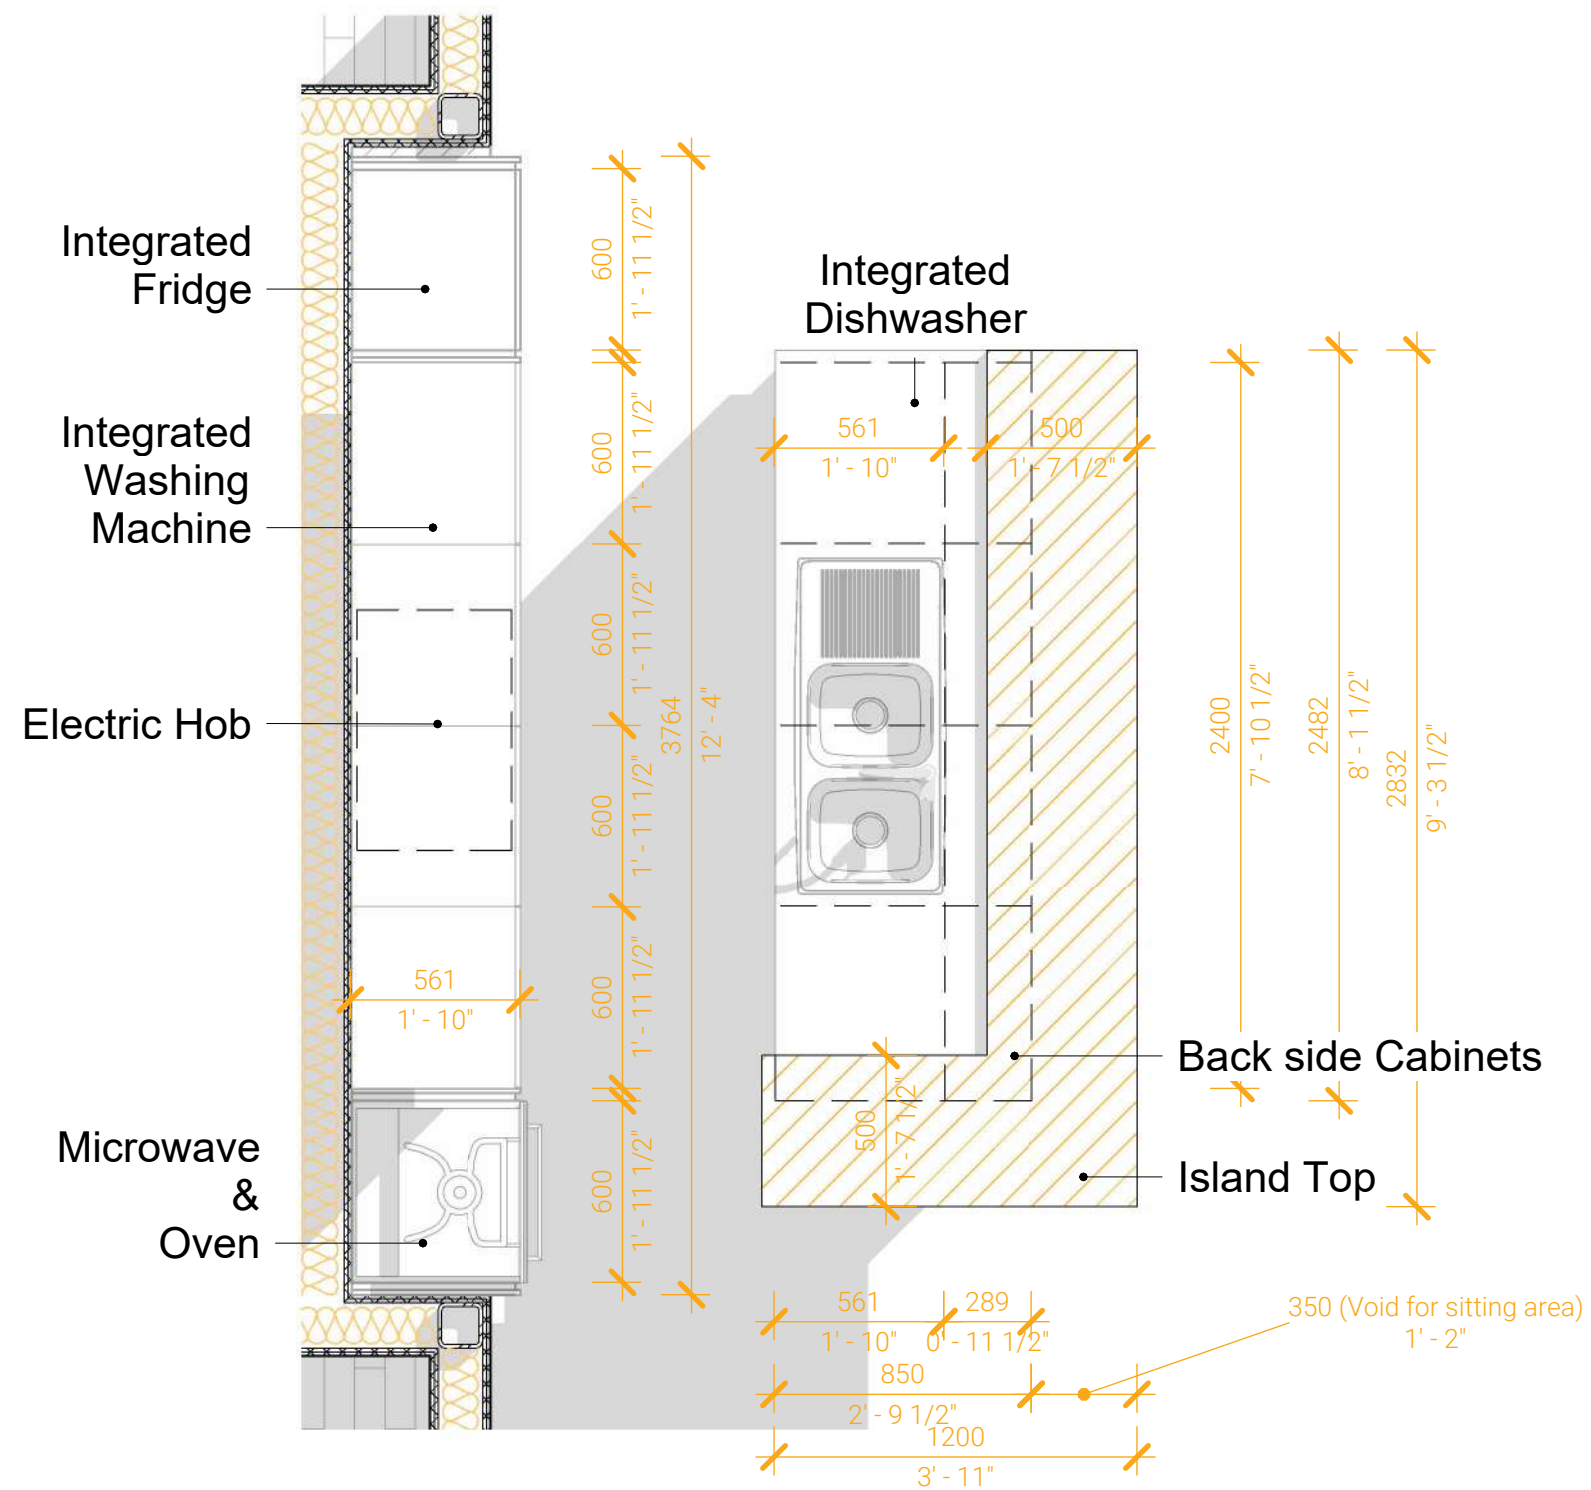 Integrated
Fridge
Integrated
Washing
Machine
Electric Hob
Microwave
&
Oven
600
1' - 11 1/2"
600
1' - 11 1/2"
600
1' - 11 1/2"
600
1' - 11 1/2"
600
1' - 11 1/2"
600
1' - 11 1/2"
3764
12' - 4"
561
1' - 10"
Integrated
Dishwasher
561
1' - 10"
500
1' - 7 1/2"
500
1' - 7 1/2"
2400
7' - 10 1/2"
2482
8' - 1 1/2"
2832
9' - 3 1/2"
Back side Cabinets
Island Top
561
1' - 10"
289
0' - 11 1/2"
350 (Void for sitting area)
1' - 2"
850
2' - 9 1/2"
1200
3' - 11"